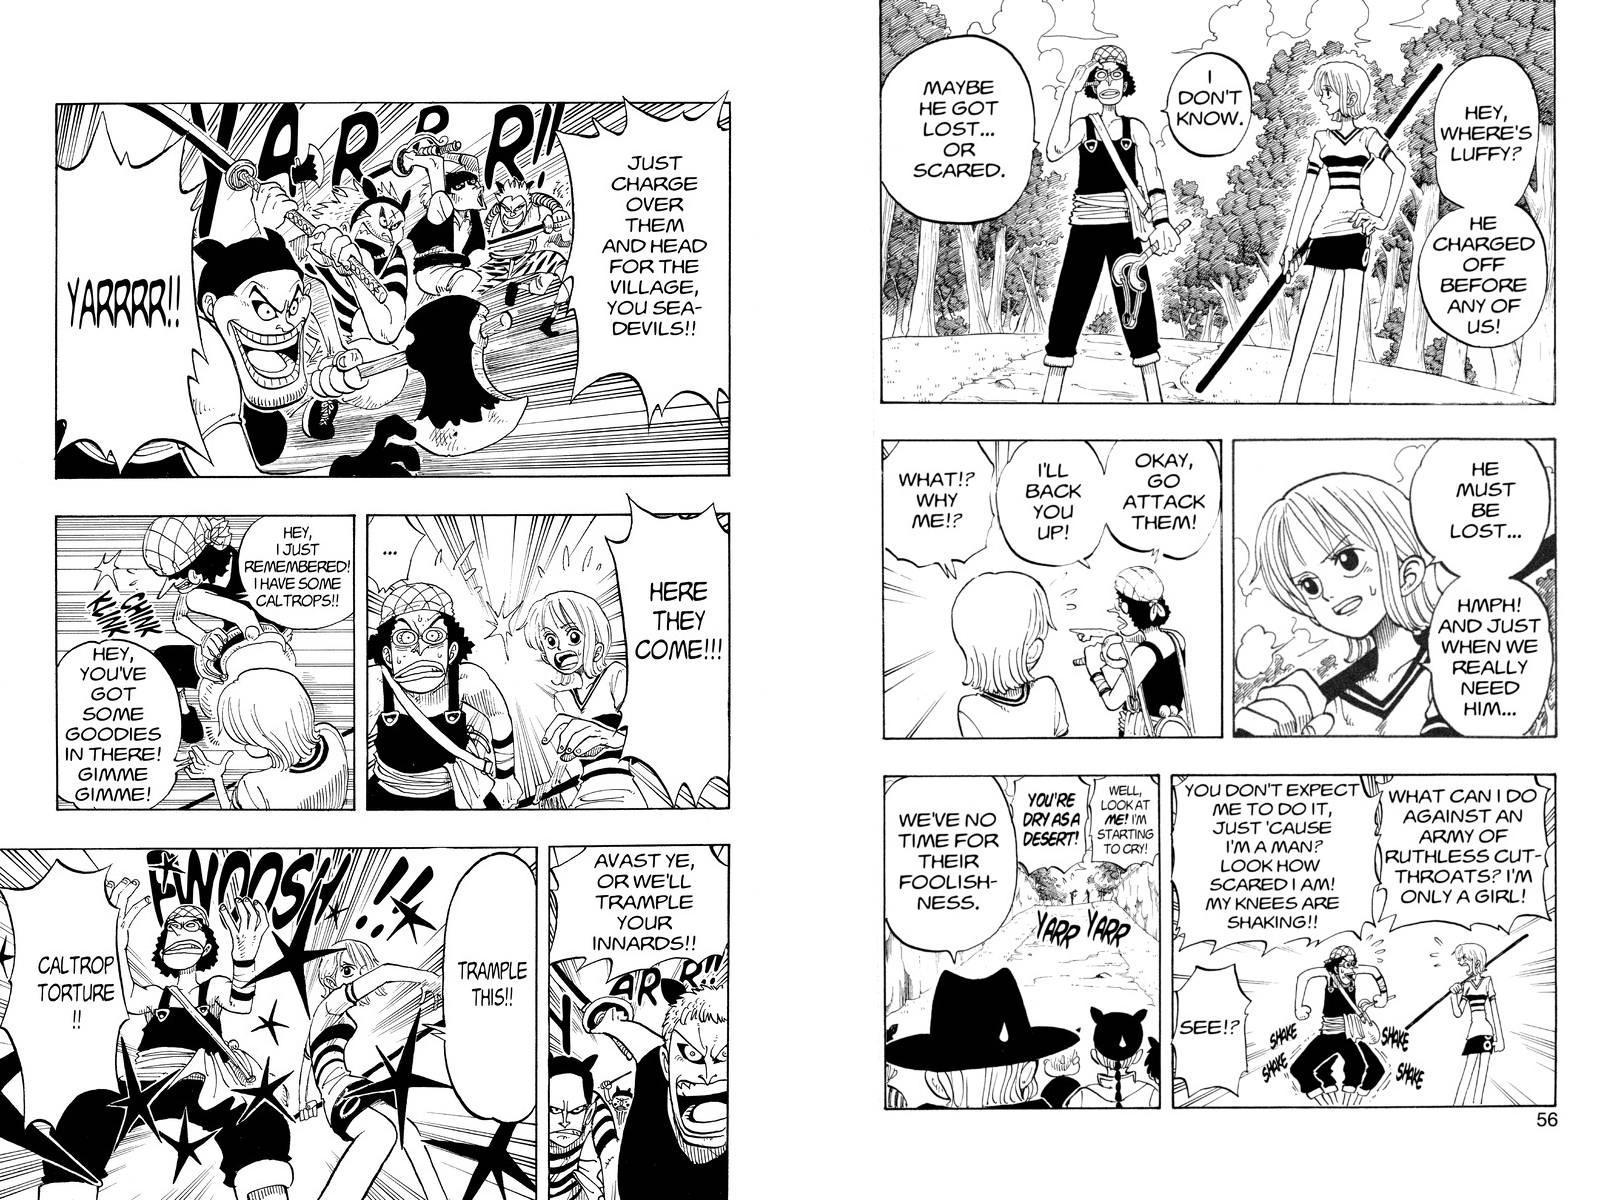 HEY,
WHERE'S
LUFFY?
HE
CHARGED
OFF
BEFORE
ANY OF
US!
I
DON'T
KNOW.
MAYBE
HE GOT
LOST...
OR
SCARED.
HE
MUST
BE
LOST...
HMPH!
AND JUST
WHEN WE
REALLY
NEED
HIM...
OKAY,
GO
ATTACK
THEM!
I'LL
BACK
YOU
UP!
WHAT!?
WHY
ME!?
WHAT CAN I DO
AGAINST AN
ARMY OF
RUTHLESS CUT-
THROATS? I'M
ONLY A GIRL!
YOU DON'T EXPECT
ME TO DO IT,
JUST 'CAUSE
I'M A MAN?
LOOK HOW
SCARED I AM!
MY KNEES ARE
SHAKING!!
SEE!?
SHAKE
SHAKE
SHAKE
SHAKE
SHAKE
WELL,
LOOK AT
ME! I'M
STARTING
TO CRY!
YOU'RE
DRY AS A
DESERT!
YARR YARR
WE'VE NO
TIME FOR
THEIR
FOOLISH-
NESS.
56
JUST
CHARGE
OVER
THEM
AND HEAD
FOR THE
VILLAGE,
YOU SEA-
DEVILS!!
YARRR!!
YARRRR!!
HERE
THEY
COME!!!
...
HEY,
I JUST
REMEMBERED!
I HAVE SOME
CALTROPS!!
CHINK
KLINK
HEY,
YOU'VE
GOT
SOME
GOODIES
IN THERE!
GIMME
GIMME!
AVAST YE,
OR WE'LL
TRAMPLE
YOUR
INNARDS!!
ARR!!
TRAMPLE
THIS!!
FWOOSH!!
CALTROP
TORTURE
!!